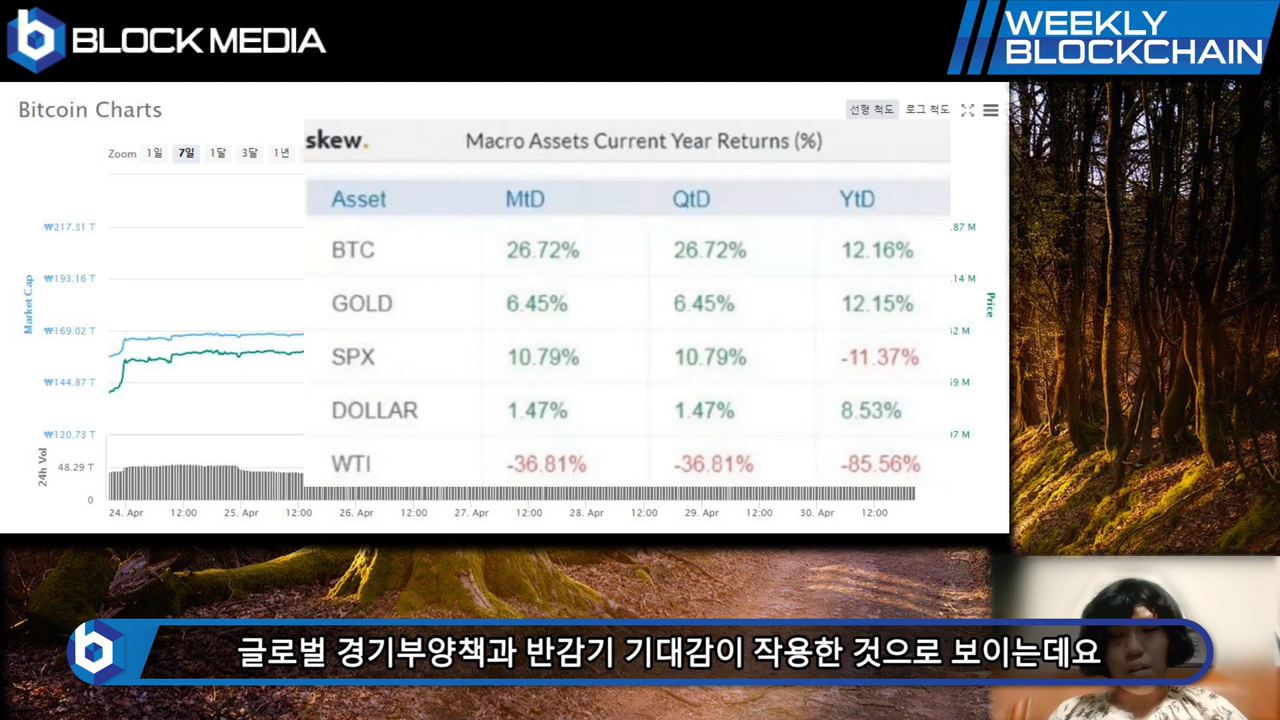 BLOCK MEDIA
WEEKLY
BLOCKCHAIN
Bitcoin Charts
선형 척도 로그 척도
Zoom 1일 7일 1달 3달 1년
skew. Macro Assets Current Year Returns (%)
Asset MtD QtD YtD
BTC 26.72% 26.72% 12.16%
GOLD 6.45% 6.45% 12.15%
SPX 10.79% 10.79% -11.37%
DOLLAR 1.47% 1.47% 8.53%
WTI -36.81% -36.81% -85.56%
₩217.31 T
₩193.16 T
₩169.02 T
₩144.87 T
₩120.73 T
Market Cap
48.29 T
0
24h Vol
Price
24. Apr 12:00 25. Apr 12:00 26. Apr 12:00 27. Apr 12:00 28. Apr 12:00 29. Apr 12:00 30. Apr 12:00
글로벌 경기부양책과 반감기 기대감이 작용한 것으로 보이는데요